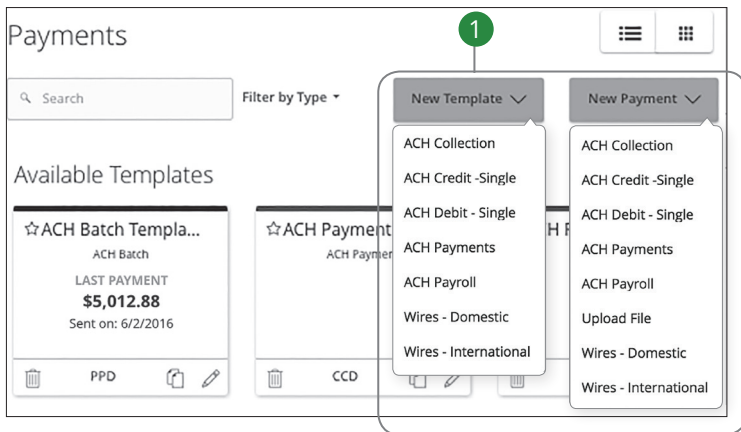 Payments
1
Search
Filter by Type
New Template
New Payment
ACH Collection
ACH Credit -Single
ACH Debit - Single
ACH Payments
ACH Payroll
Wires - Domestic
Wires - International
ACH Collection
ACH Credit -Single
ACH Debit - Single
ACH Payments
ACH Payroll
Upload File
Wires - Domestic
Wires - International
Available Templates
ACH Batch Templa...
ACH Batch
LAST PAYMENT
$5,012.88
Sent on: 6/2/2016
PPD
ACH Payment
ACH
CCD